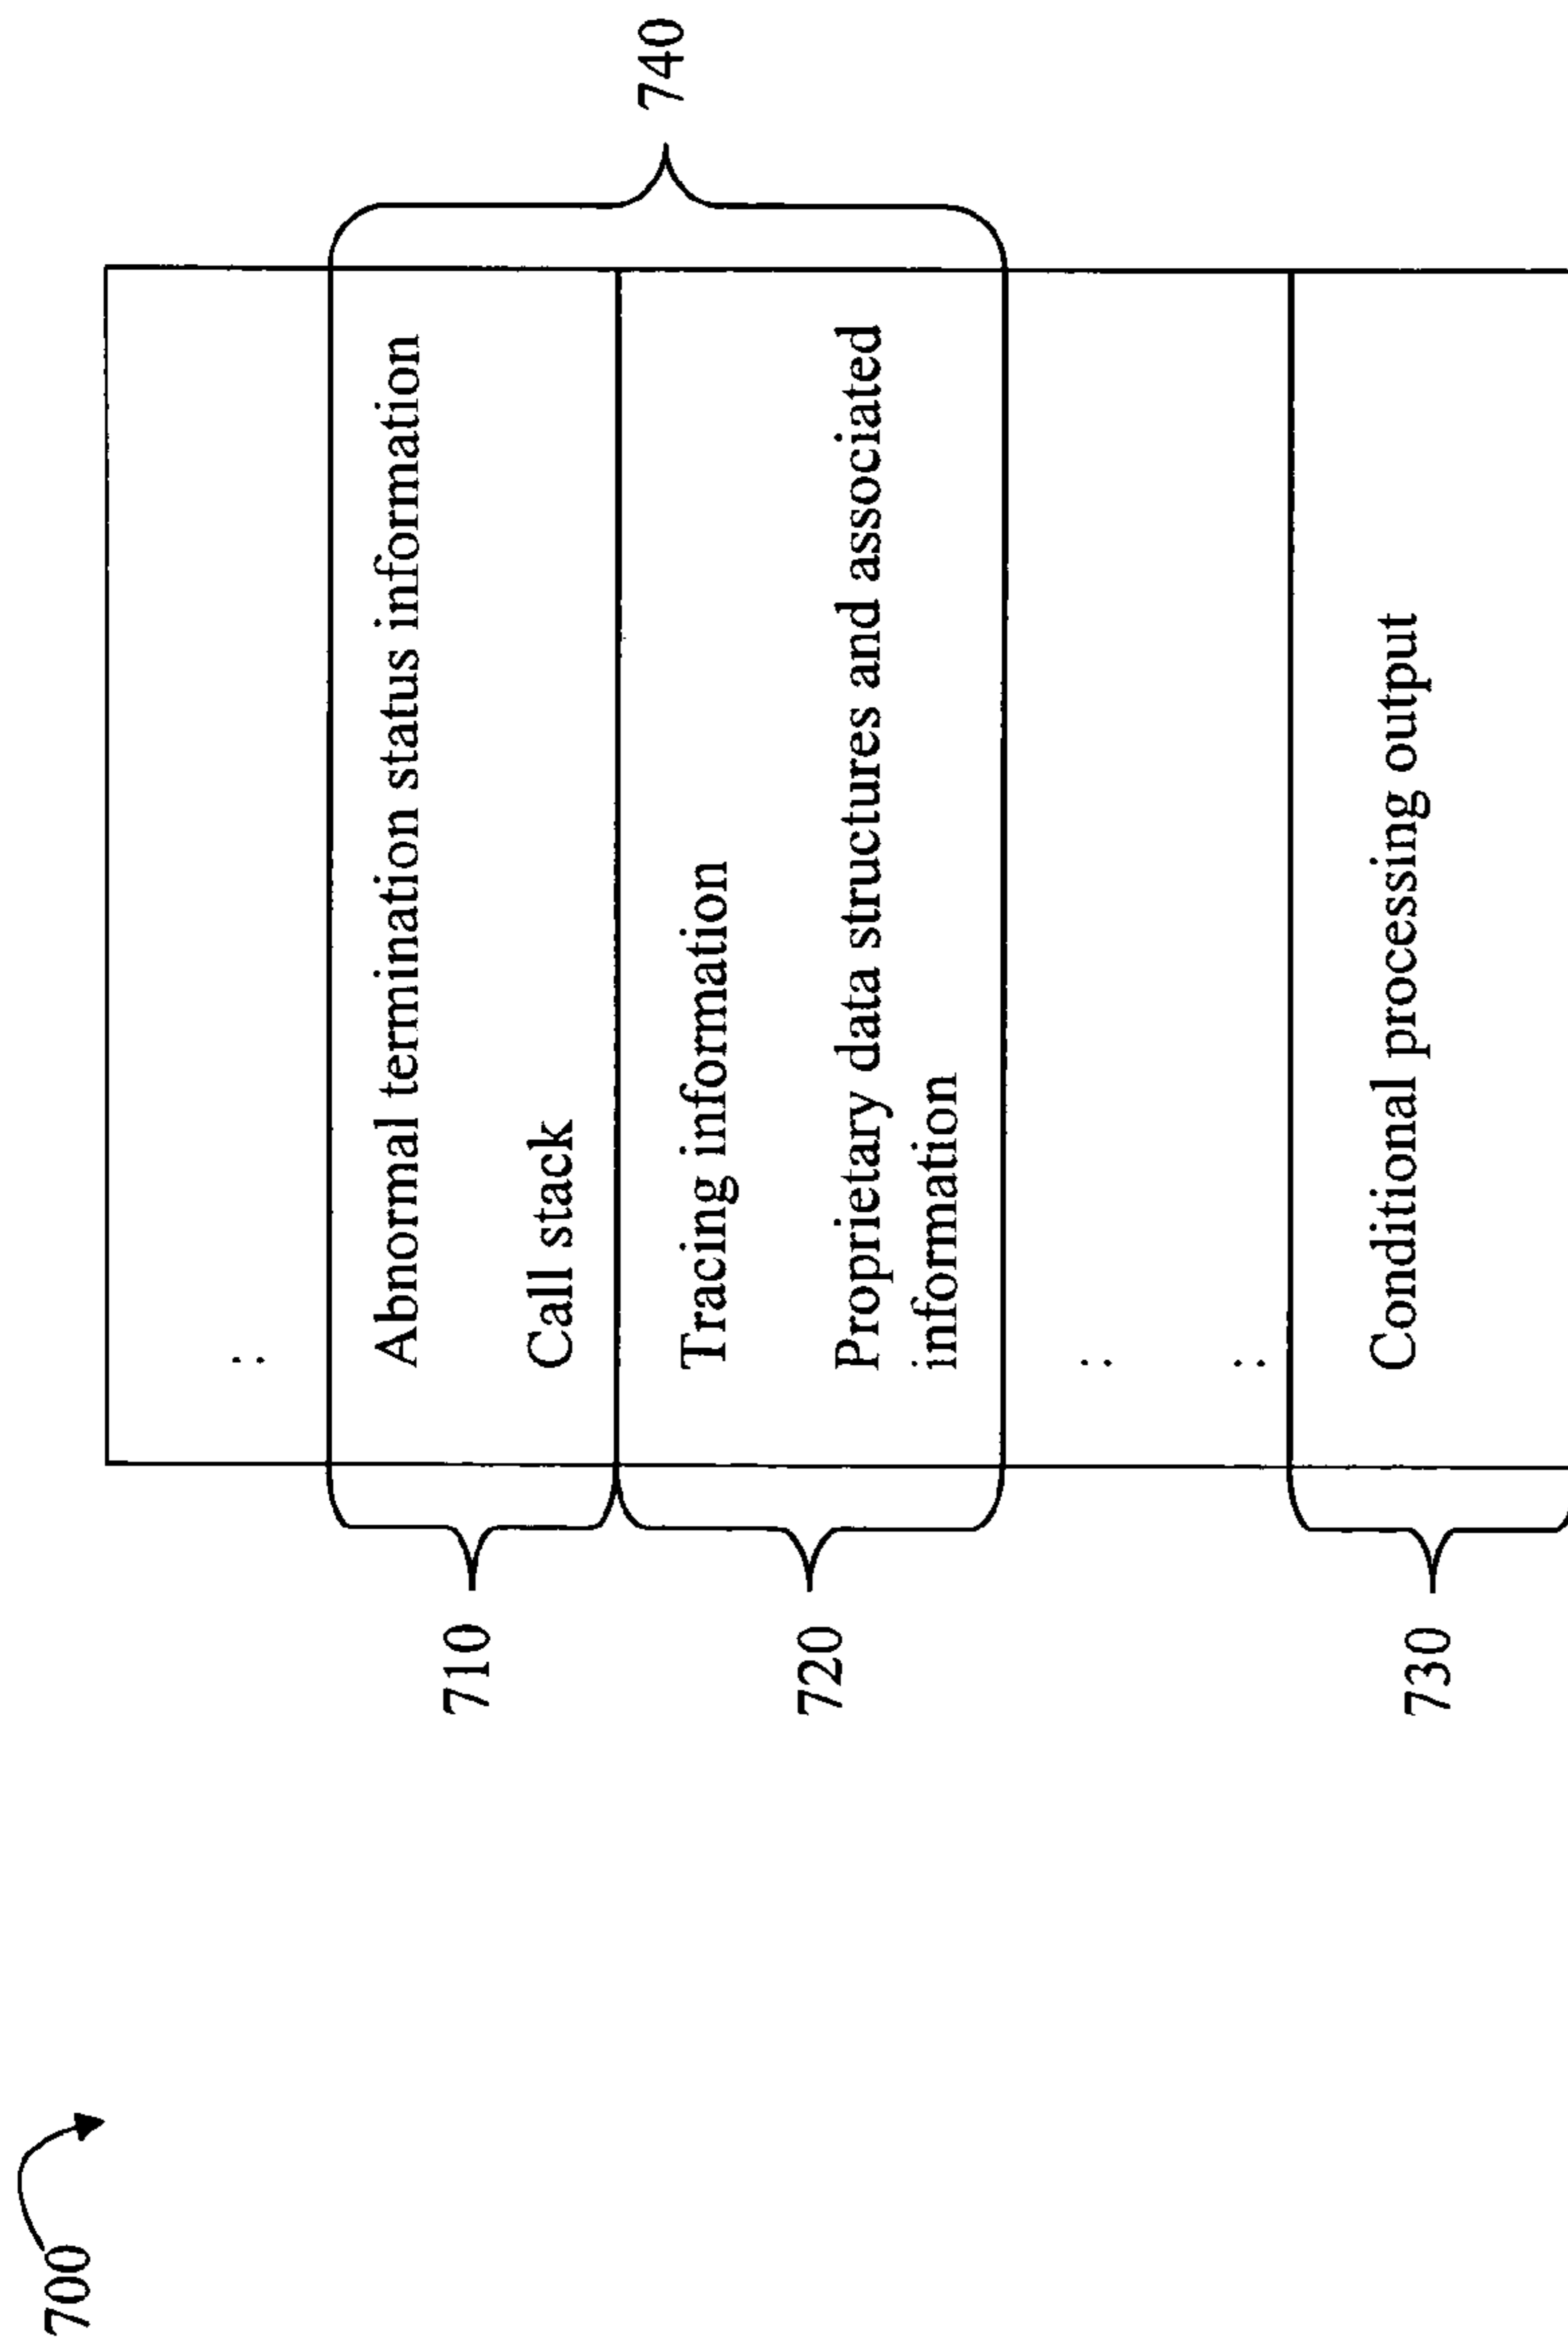 700
:
710
Abnormal termination status information
Call stack
740
720
Tracing information
Proprietary data structures and associated
information
:
:
730
Conditional processing output